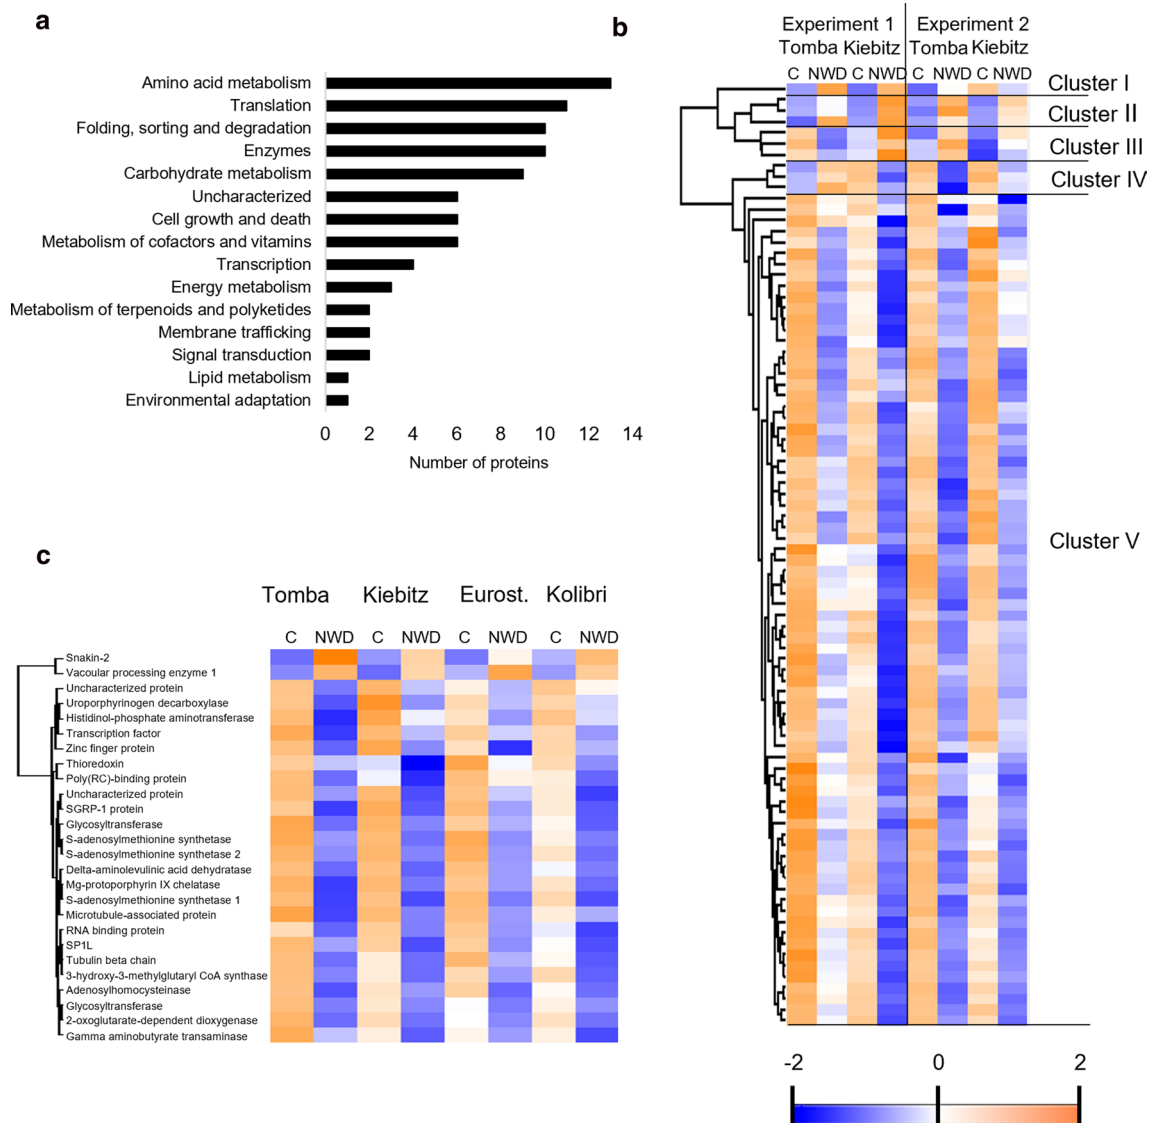 a
Amino acid metabolism
Translation
Folding, sorting and degradation
Enzymes
Carbohydrate metabolism
Uncharacterized
Cell growth and death
Metabolism of cofactors and vitamins
Transcription
Energy metabolism
Metabolism of terpenoids and polyketides
Membrane trafficking
Signal transduction
Lipid metabolism
Environmental adaptation
0 2 4 6 8 10 12 14
Number of proteins
b
Experiment 1 Experiment 2
Tomba Kiebitz Tomba Kiebitz
C NWD C NWD C NWD C NWD
Cluster I
Cluster II
Cluster III
Cluster IV
Cluster V
-2 0 2
c
Tomba Kiebitz Eurost. Kolibri
C NWD C NWD C NWD C NWD
Snakin-2
Vacoular processing enzyme 1
Uncharacterized protein
Uroporphyrinogen decarboxylase
Histidinol-phosphate aminotransferase
Transcription factor
Zinc finger protein
Thioredoxin
Poly(RC)-binding protein
Uncharacterized protein
SGRP-1 protein
Glycosyltransferase
S-adenosylmethionine synthetase
S-adenosylmethionine synthetase 2
Delta-aminolevulinic acid dehydratase
Mg-protoporphyrin IX chelatase
S-adenosylmethionine synthetase 1
Microtubule-associated protein
RNA binding protein
SP1L
Tubulin beta chain
3-hydroxy-3-methylglutaryl CoA synthase
Adenosylhomocysteinase
Glycosyltransferase
2-oxoglutarate-dependent dioxygenase
Gamma aminobutyrate transaminase